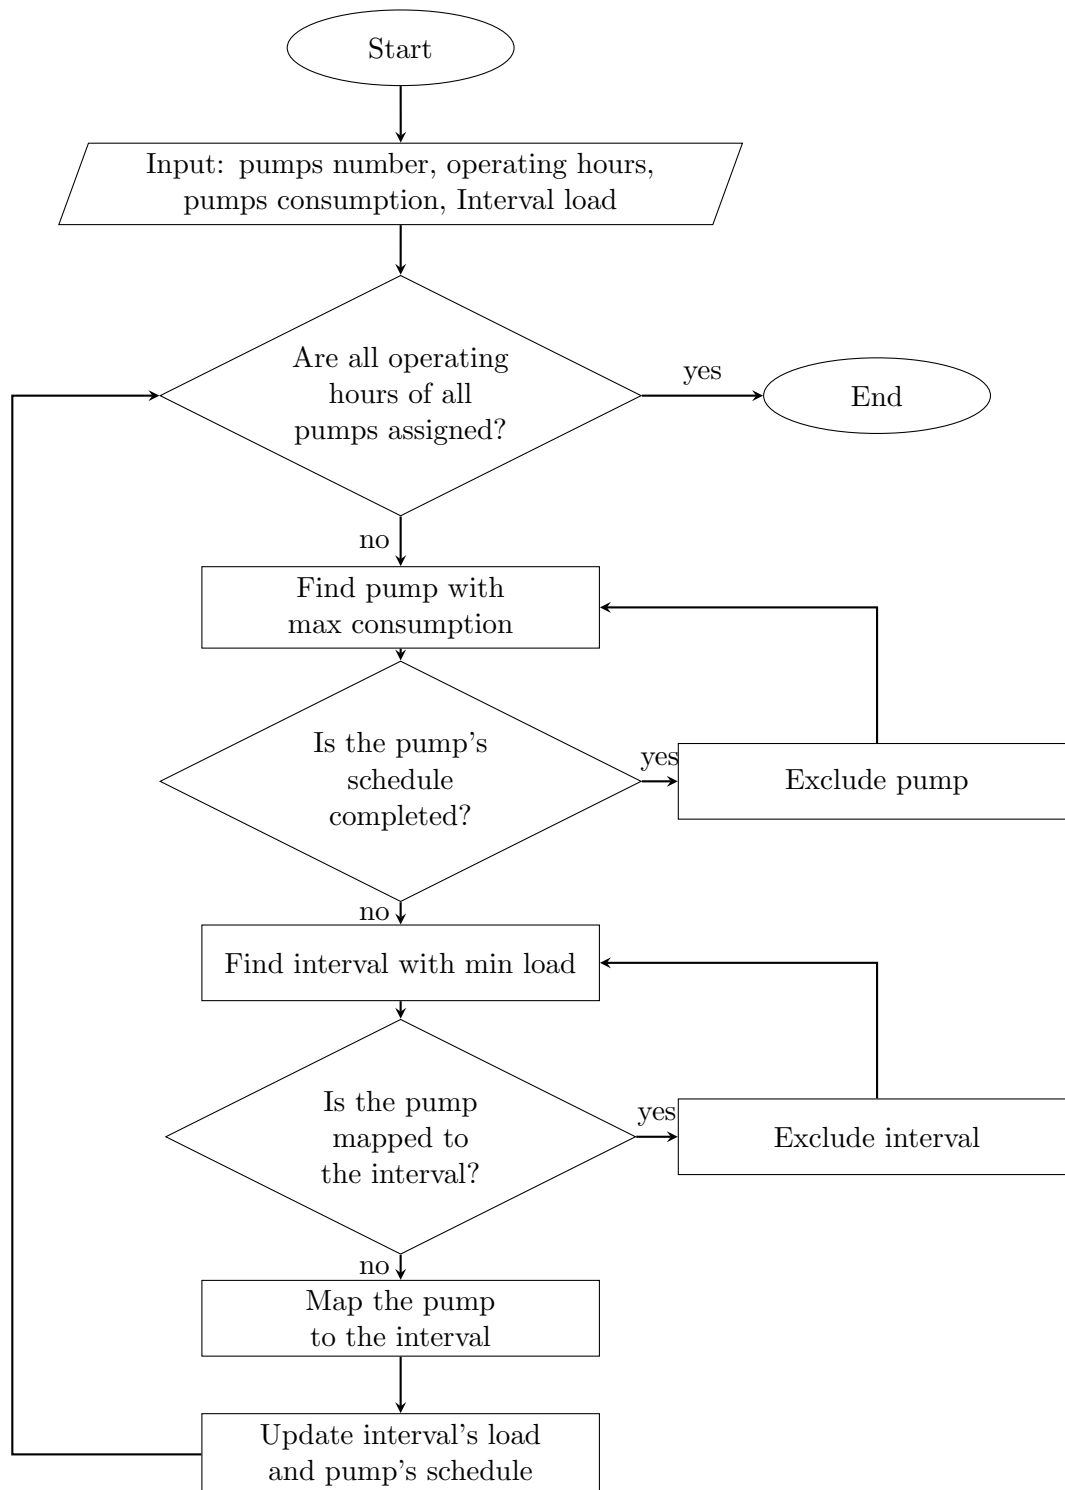 Start
Input: pumps number, operating hours,
pumps consumption, Interval load
Are all operating
hours of all
pumps assigned?
yes
End
no
Find pump with
max consumption
Is the pump's
schedule
completed?
yes
Exclude pump
no
Find interval with min load
Is the pump
mapped to
the interval?
yes
Exclude interval
no
Map the pump
to the interval
Update interval's load
and pump's schedule